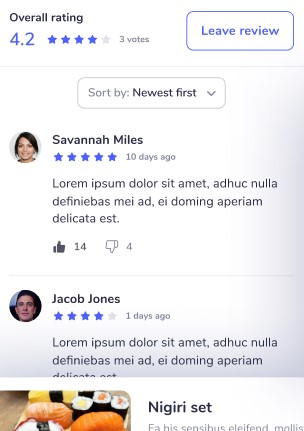 Overall rating
4.2
3 votes
Leave review
Sort by: Newest first
Savannah Miles
10 days ago
Lorem ipsum dolor sit amet, adhuc nulla
definiebas mei ad, ei doming aperiam
delicata est.
14
4
Jacob Jones
1 days ago
Lorem ipsum dolor sit amet, adhuc nulla
definiebas mei ad, ei doming aperiam
delicata est.
Nigiri set
Ea his sensibus eleifend, mollis